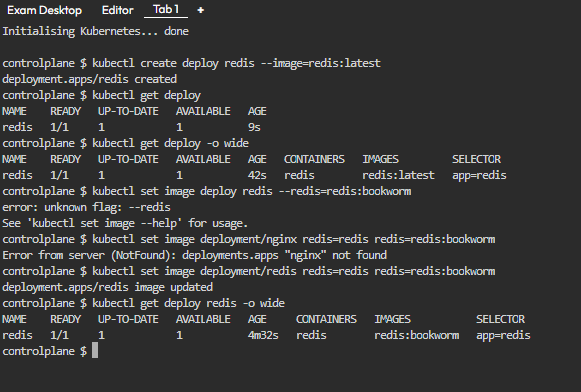 Exam Desktop Editor Tab 1 +
Initialising Kubernetes... done
controlplane $ kubectl create deploy redis --image=redis:latest
deployment.apps/redis created
controlplane $ kubectl get deploy
NAME READY UP-TO-DATE AVAILABLE AGE
redis 1/1 1 1 9s
controlplane $ kubectl get deploy -o wide
NAME READY UP-TO-DATE AVAILABLE AGE CONTAINERS IMAGES SELECTOR
redis 1/1 1 1 42s redis redis:latest app=redis
controlplane $ kubectl set image deploy redis --redis=redis:bookworm
error: unknown flag: --redis
See 'kubectl set image --help' for usage.
controlplane $ kubectl set image deployment/nginx redis=redis redis=redis:bookworm
Error from server (NotFound): deployments.apps "nginx" not found
controlplane $ kubectl set image deployment/redis redis=redis redis=redis:bookworm
deployment.apps/redis image updated
controlplane $ kubectl get deploy redis -o wide
NAME READY UP-TO-DATE AVAILABLE AGE CONTAINERS IMAGES SELECTOR
redis 1/1 1 1 4m32s redis redis:bookworm app=redis
controlplane $